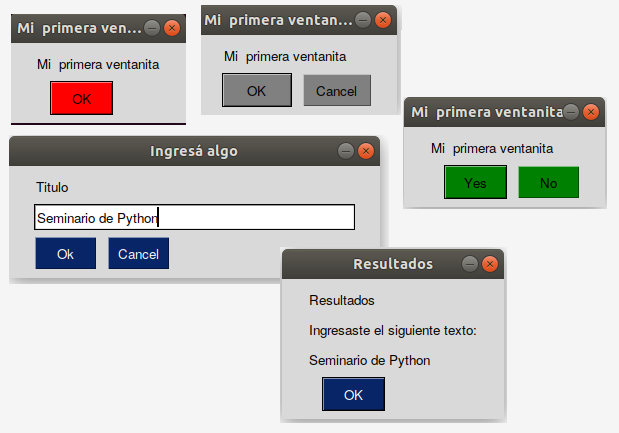 Mi primera ven...
Mi primera ventanita
OK
Mi primera ventan...
Mi primera ventanita
OK
Cancel
Mi primera ventanita
Mi primera ventanita
Yes
No
Ingresá algo
Titulo
Seminario de Python
Ok
Cancel
Resultados
Resultados
Ingresaste el siguiente texto:
Seminario de Python
OK